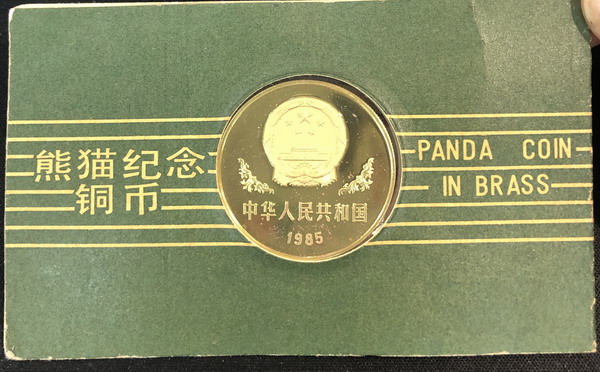 熊猫纪念
铜币
中华人民共和国
1985
PANDA COIN
IN BRASS